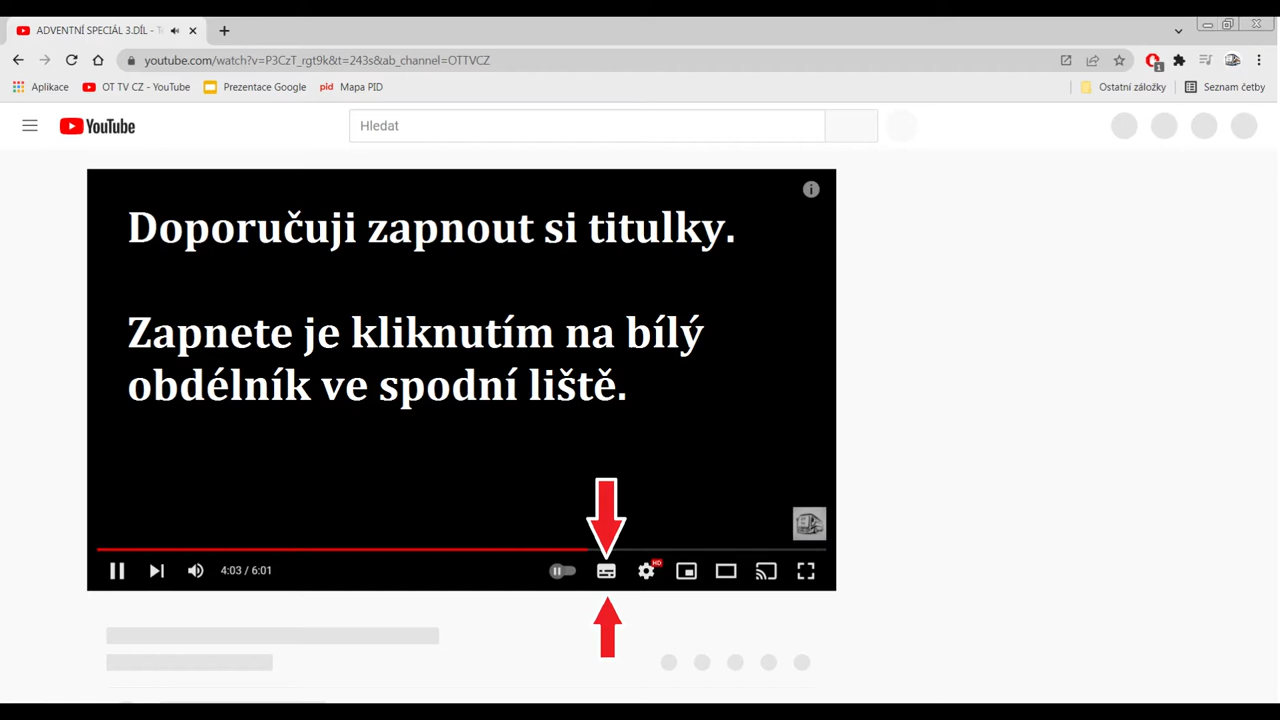 ADVENTNÍ SPECIÁL 3.DÍL -
youtube.com/watch?v=P3CzT_rgt9k&t=243s&ab_channel=OTTVCZ
1
Aplikace OT TV CZ - YouTube Prezentace Google pid Mapa PID Ostatní záložky Seznam četby
YouTube Hledat
Doporučuji zapnout si titulky.
Zapnete je kliknutím na bílý
obdélník ve spodní liště.
4:03 / 6:01 HD